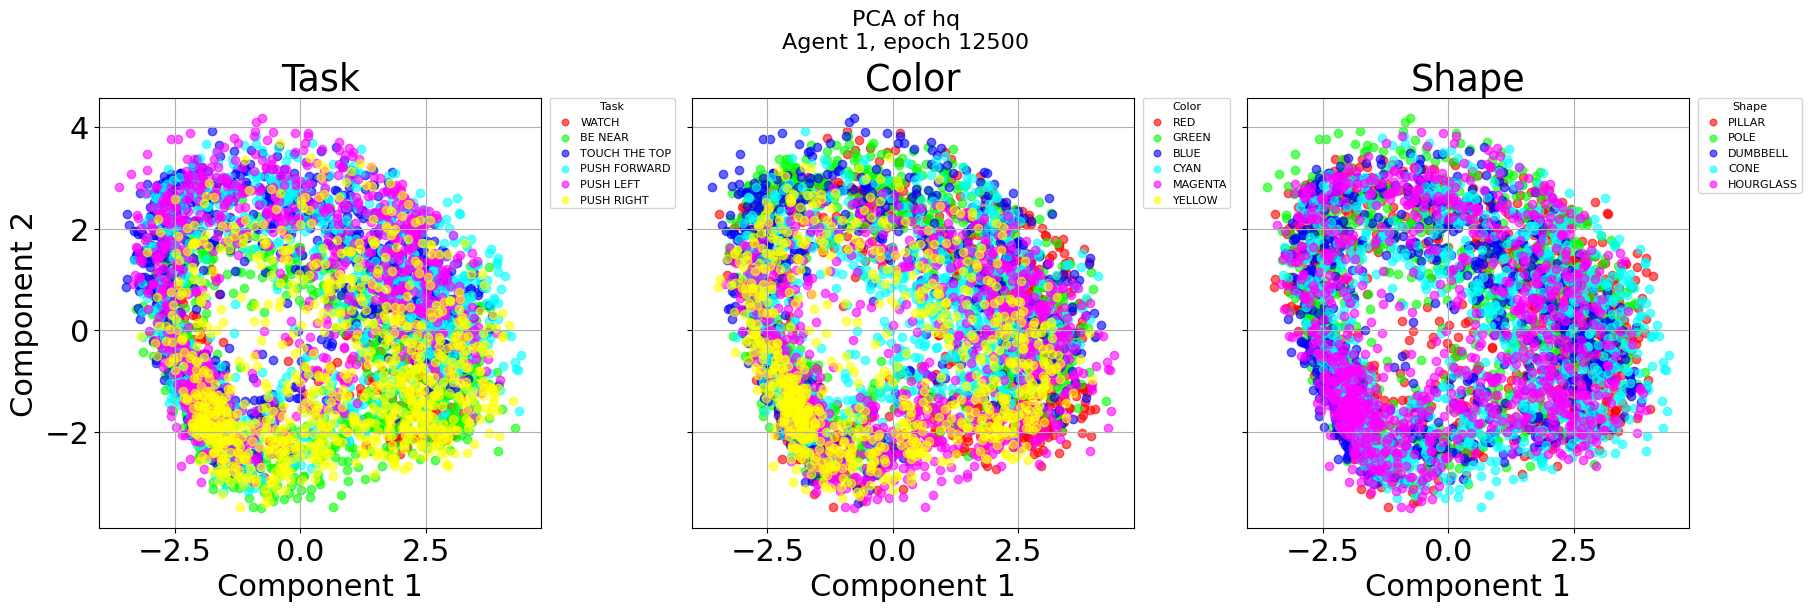 PCA of hq
Agent 1, epoch 12500
Task
Component 2
4
2
0
−2
−2.5
0.0
2.5
Component 1
Task
WATCH
BE NEAR
TOUCH THE TOP
PUSH FORWARD
PUSH LEFT
PUSH RIGHT
Color
−2.5
0.0
2.5
Component 1
Color
RED
GREEN
BLUE
CYAN
MAGENTA
YELLOW
Shape
−2.5
0.0
2.5
Component 1
Shape
PILLAR
POLE
DUMBBELL
CONE
HOURGLASS